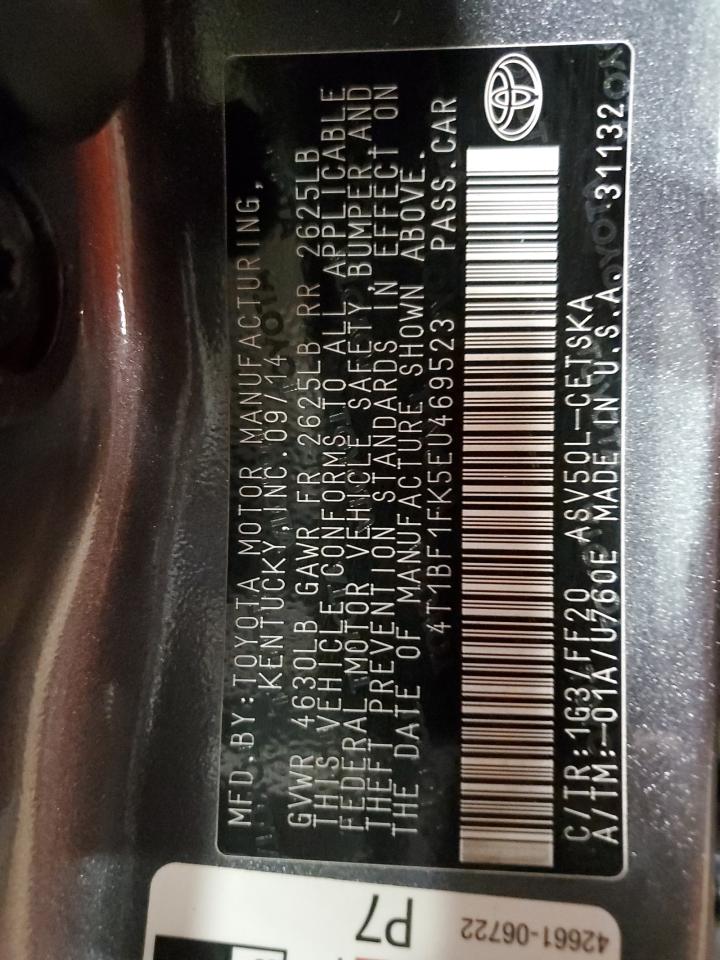 MFD.BY:TOYOTA MOTOR MANUFACTURING,
KENTUCKY,INC.09/14
GVWR 4630LB GAWR FR 2625LB RR 2625LB
THIS VEHICLE CONFORMS TO ALL APPLICABLE
FEDERAL MOTOR VEHICLE SAFETY,BUMPER,AND
THEFT PREVENTION STANDARDS IN EFFECT ON
THE DATE OF MANUFACTURE SHOWN ABOVE.
4T1BF1FK5EU469523 PASS.CAR
C/TR:1G3/FF20 ASV50L-CETSKA
A/TM:-01A/U760E MADE IN U.S.A. 31132
42661-06722
P7